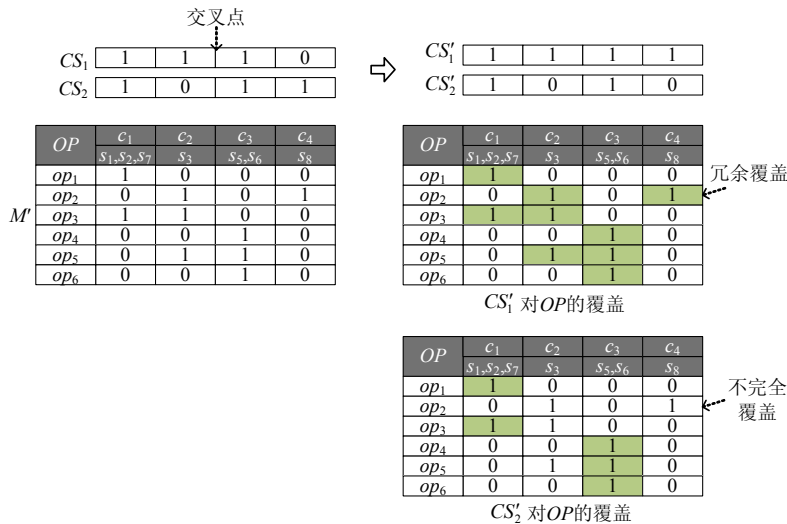 交叉点
CS₁ 1 1 1 0
CS₂ 1 0 1 1
CS′₁ 1 1 1 1
CS′₂ 1 0 1 0
M′
OP c₁ c₂ c₃ c₄
s₁,s₂,s₇ s₃ s₅,s₆ s₈
op₁ 1 0 0 0
op₂ 0 1 0 1
op₃ 1 1 0 0
op₄ 0 0 1 0
op₅ 0 1 1 0
op₆ 0 0 1 0
OP c₁ c₂ c₃ c₄
s₁,s₂,s₇ s₃ s₅,s₆ s₈
op₁ 1 0 0 0
op₂ 0 1 0 1
op₃ 1 1 0 0
op₄ 0 0 1 0
op₅ 0 1 1 0
op₆ 0 0 1 0
冗余覆盖
CS′₁ 对OP的覆盖
OP c₁ c₂ c₃ c₄
s₁,s₂,s₇ s₃ s₅,s₆ s₈
op₁ 1 0 0 0
op₂ 0 1 0 1
op₃ 1 1 0 0
op₄ 0 0 1 0
op₅ 0 1 1 0
op₆ 0 0 1 0
不完全
覆盖
CS′₂ 对OP的覆盖